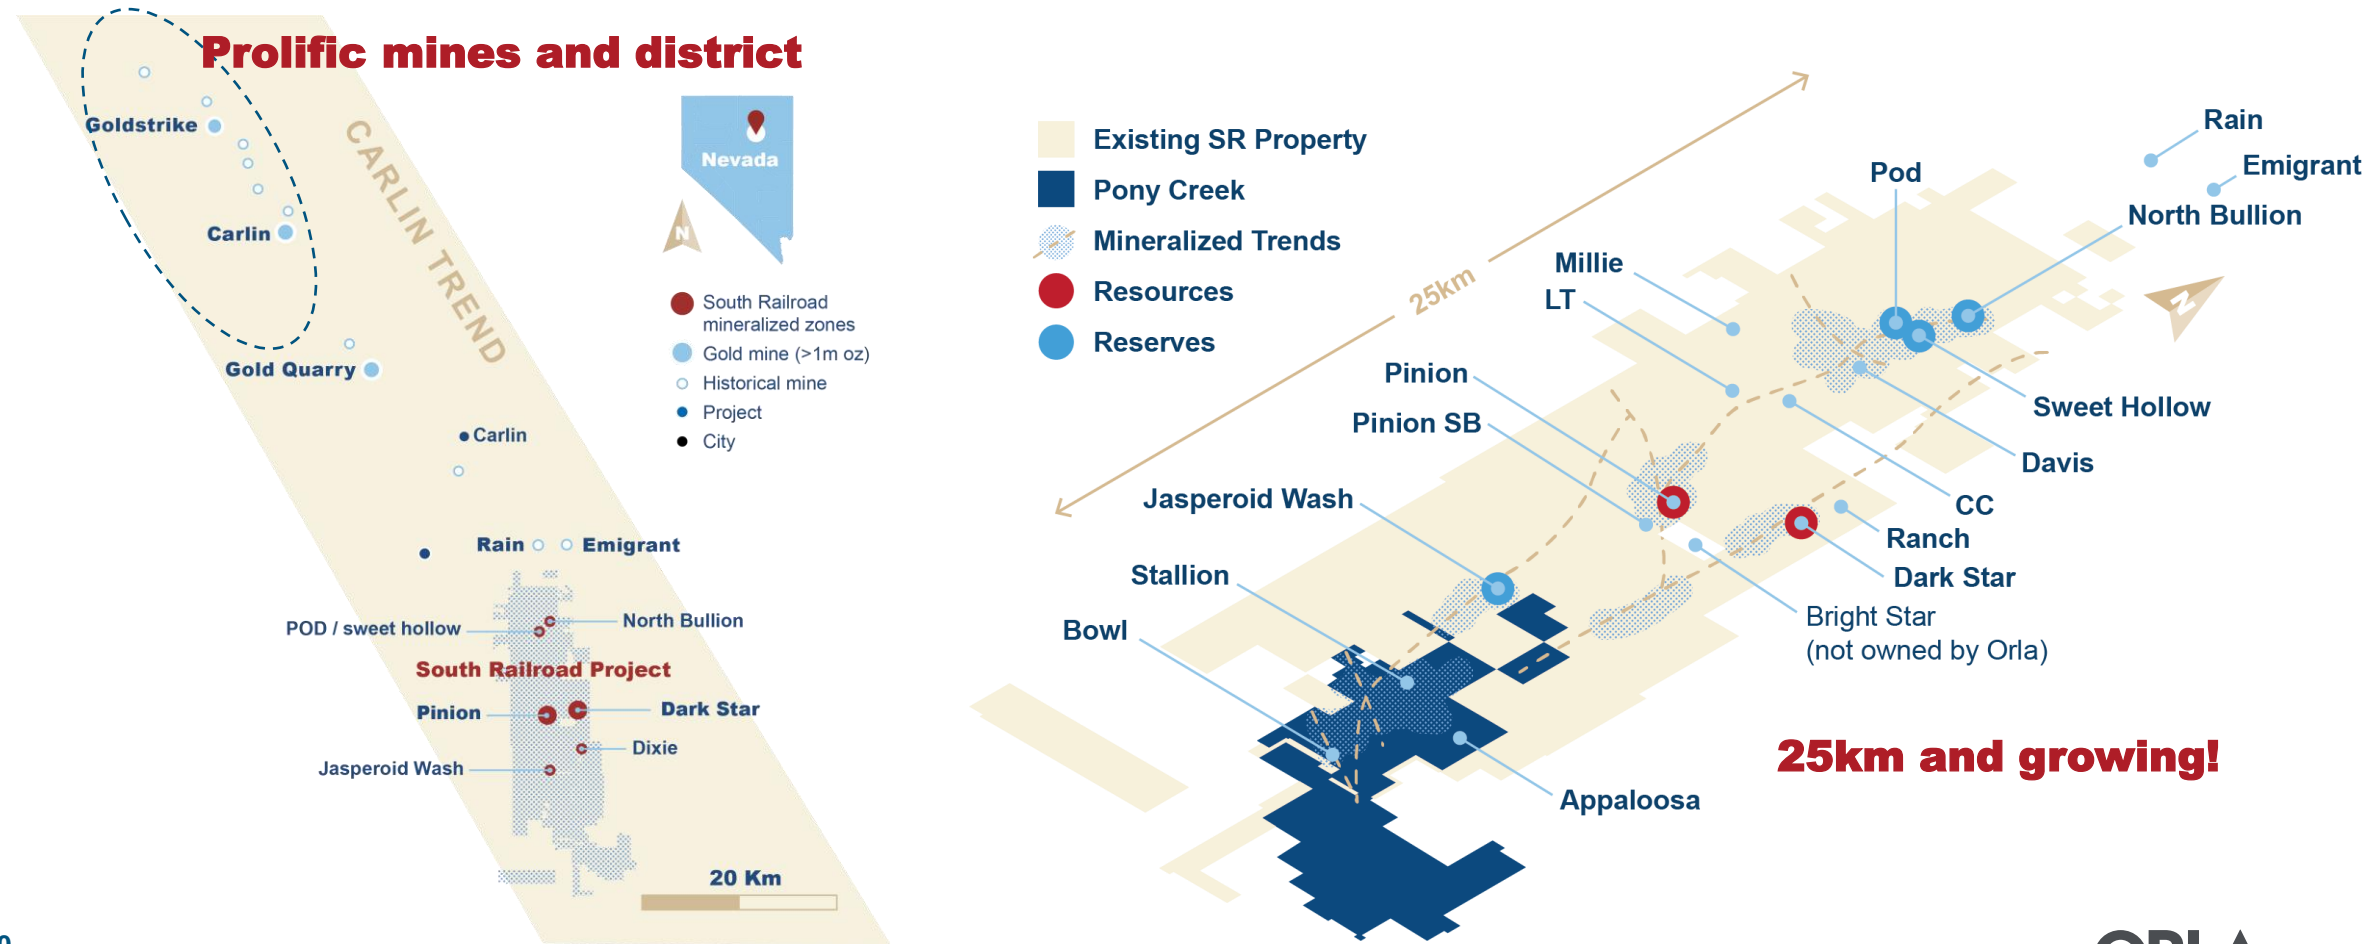 Prolific mines and district
Goldstrike
Carlin
Gold Quarry
CARLIN TREND
Nevada
N
South Railroad
mineralized zones
Gold mine (>1m oz)
Historical mine
Project
City
Carlin
Rain
Emigrant
POD / sweet hollow
North Bullion
South Railroad Project
Pinion
Dark Star
Dixie
Jasperoid Wash
20 Km
Existing SR Property
Pony Creek
Mineralized Trends
Resources
Reserves
25km
Rain
Emigrant
Pod
North Bullion
Millie
LT
N
Pinion
Pinion SB
Sweet Hollow
Davis
Jasperoid Wash
CC
Ranch
Stallion
Dark Star
Bright Star
(not owned by Orla)
Bowl
25km and growing!
Appaloosa